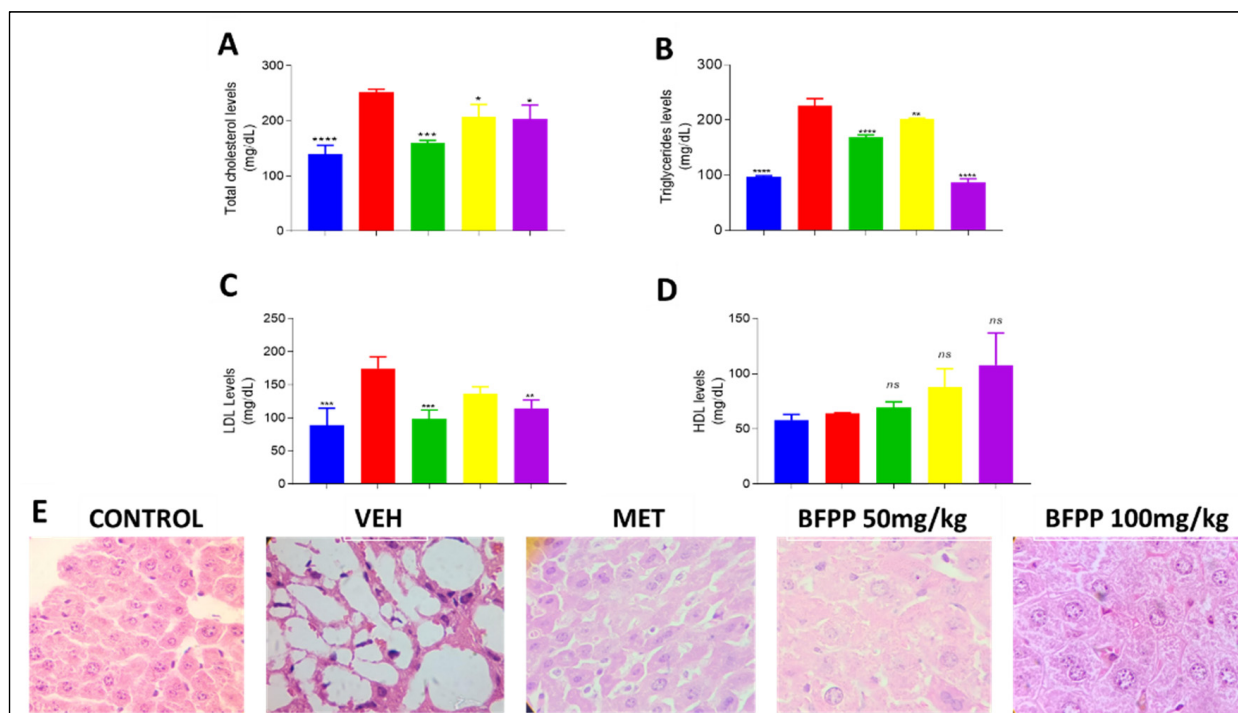 A
Total cholesterol levels
(mg/dL)
300
200
100
0
****
***
*
*
B
Triglycerides levels
(mg/dL)
300
200
100
0
****
****
**
****
C
LDL Levels
(mg/dL)
250
200
150
100
50
0
***
***
**
D
HDL levels
(mg/dL)
150
100
50
0
ns
ns
ns
E
CONTROL
VEH
MET
BFPP 50mg/kg
BFPP 100mg/kg